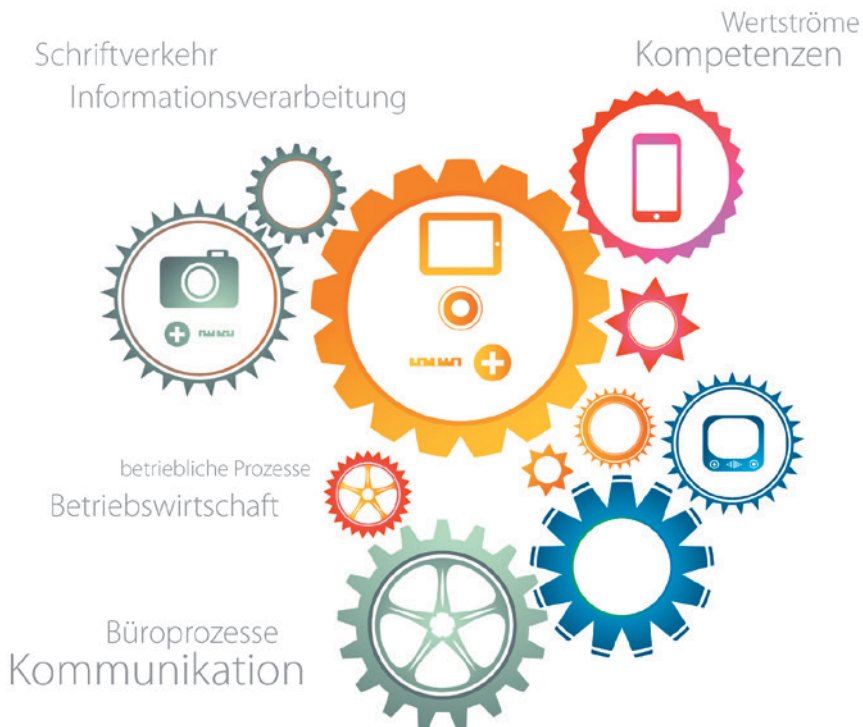 Wertströme
Kompetenzen
Schriftverkehr
Informationsverarbeitung
betriebliche Prozesse
Betriebswirtschaft
Büroprozesse
Kommunikation